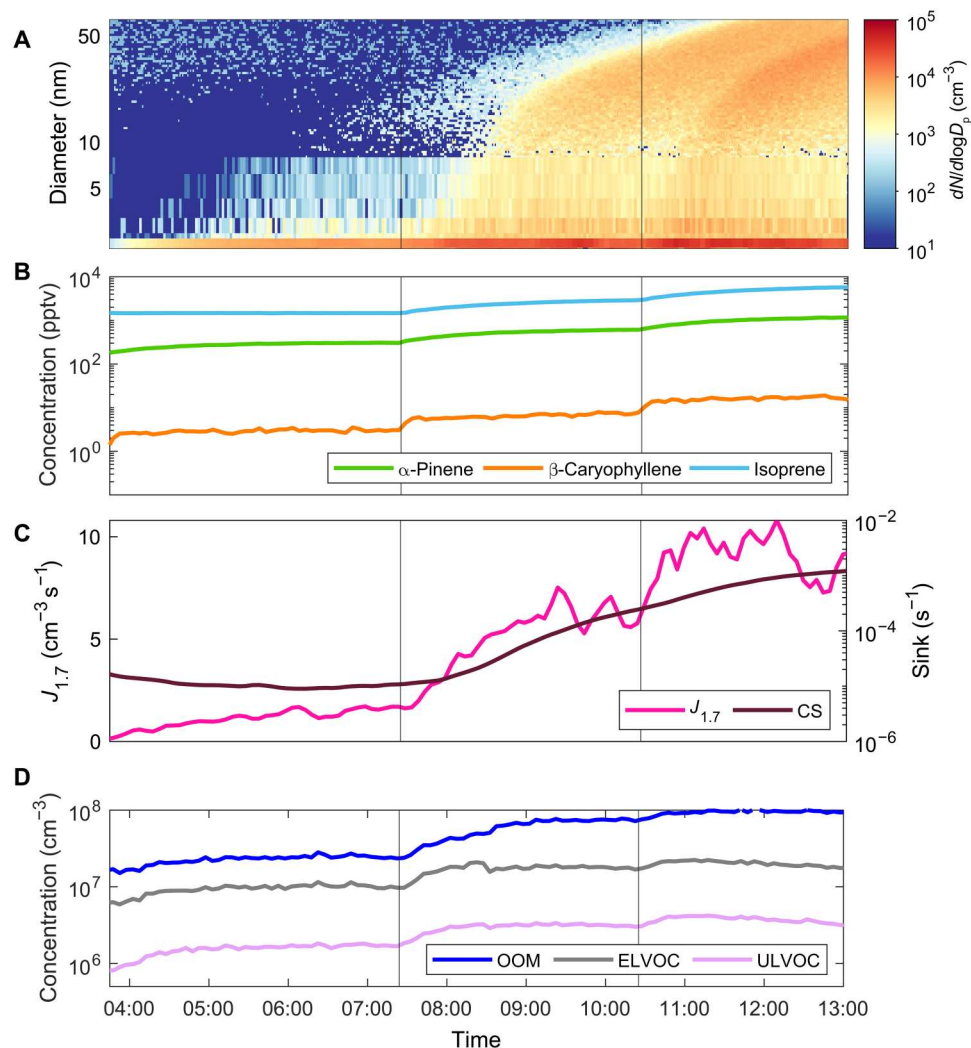 A
Diameter (nm)
50
10
5
10^5
10^4
10^3
10^2
10^1
dN/dlogD_p (cm^−3)
B
Concentration (pptv)
10^4
10^2
10^0
α-Pinene β-Caryophyllene Isoprene
C
J_1.7 (cm^−3 s^−1)
10
5
0
10^−2
10^−4
10^−6
Sink (s^−1)
J_1.7 CS
D
Concentration (cm^−3)
10^8
10^7
10^6
OOM ELVOC ULVOC
04:00 05:00 06:00 07:00 08:00 09:00 10:00 11:00 12:00 13:00
Time